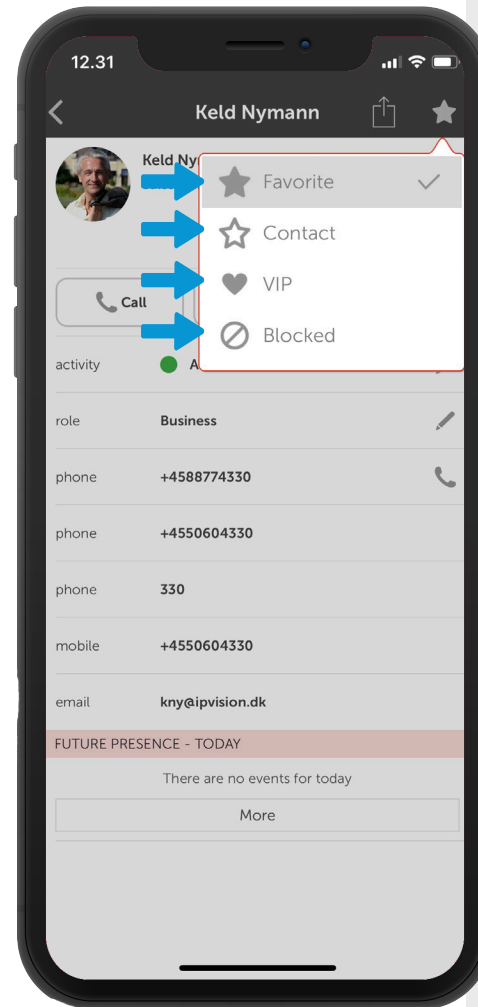 12.31
Keld Nymann
Keld Ny
Favorite
Contact
VIP
Blocked
Call
activity A
role Business
phone +4588774330
phone +4550604330
phone 330
mobile +4550604330
email kny@ipvision.dk
FUTURE PRESENCE - TODAY
There are no events for today
More